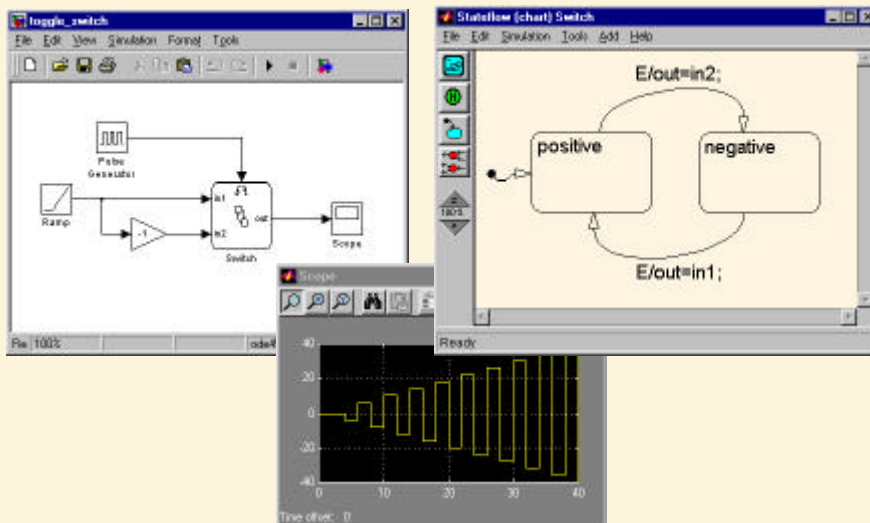 toggle_switch
File Edit View Simulation Format Tools
Pulse
Generator
Ramp
-1
in1
in2
out
Switch
Scope
100%
Stateflow (chart) Switch
File Edit Simulation Tools Add Help
H
100%
E/out=in2;
positive
negative
E/out=in1;
Ready
Scope
40
20
0
-20
-40
0
10
20
30
40
Time offset: 0